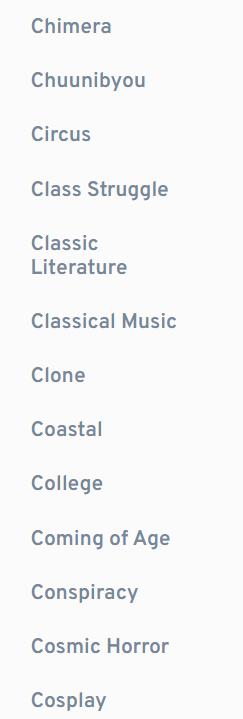 Chimera
Chuunibyou
Circus
Class Struggle
Classic
Literature
Classical Music
Clone
Coastal
College
Coming of Age
Conspiracy
Cosmic Horror
Cosplay